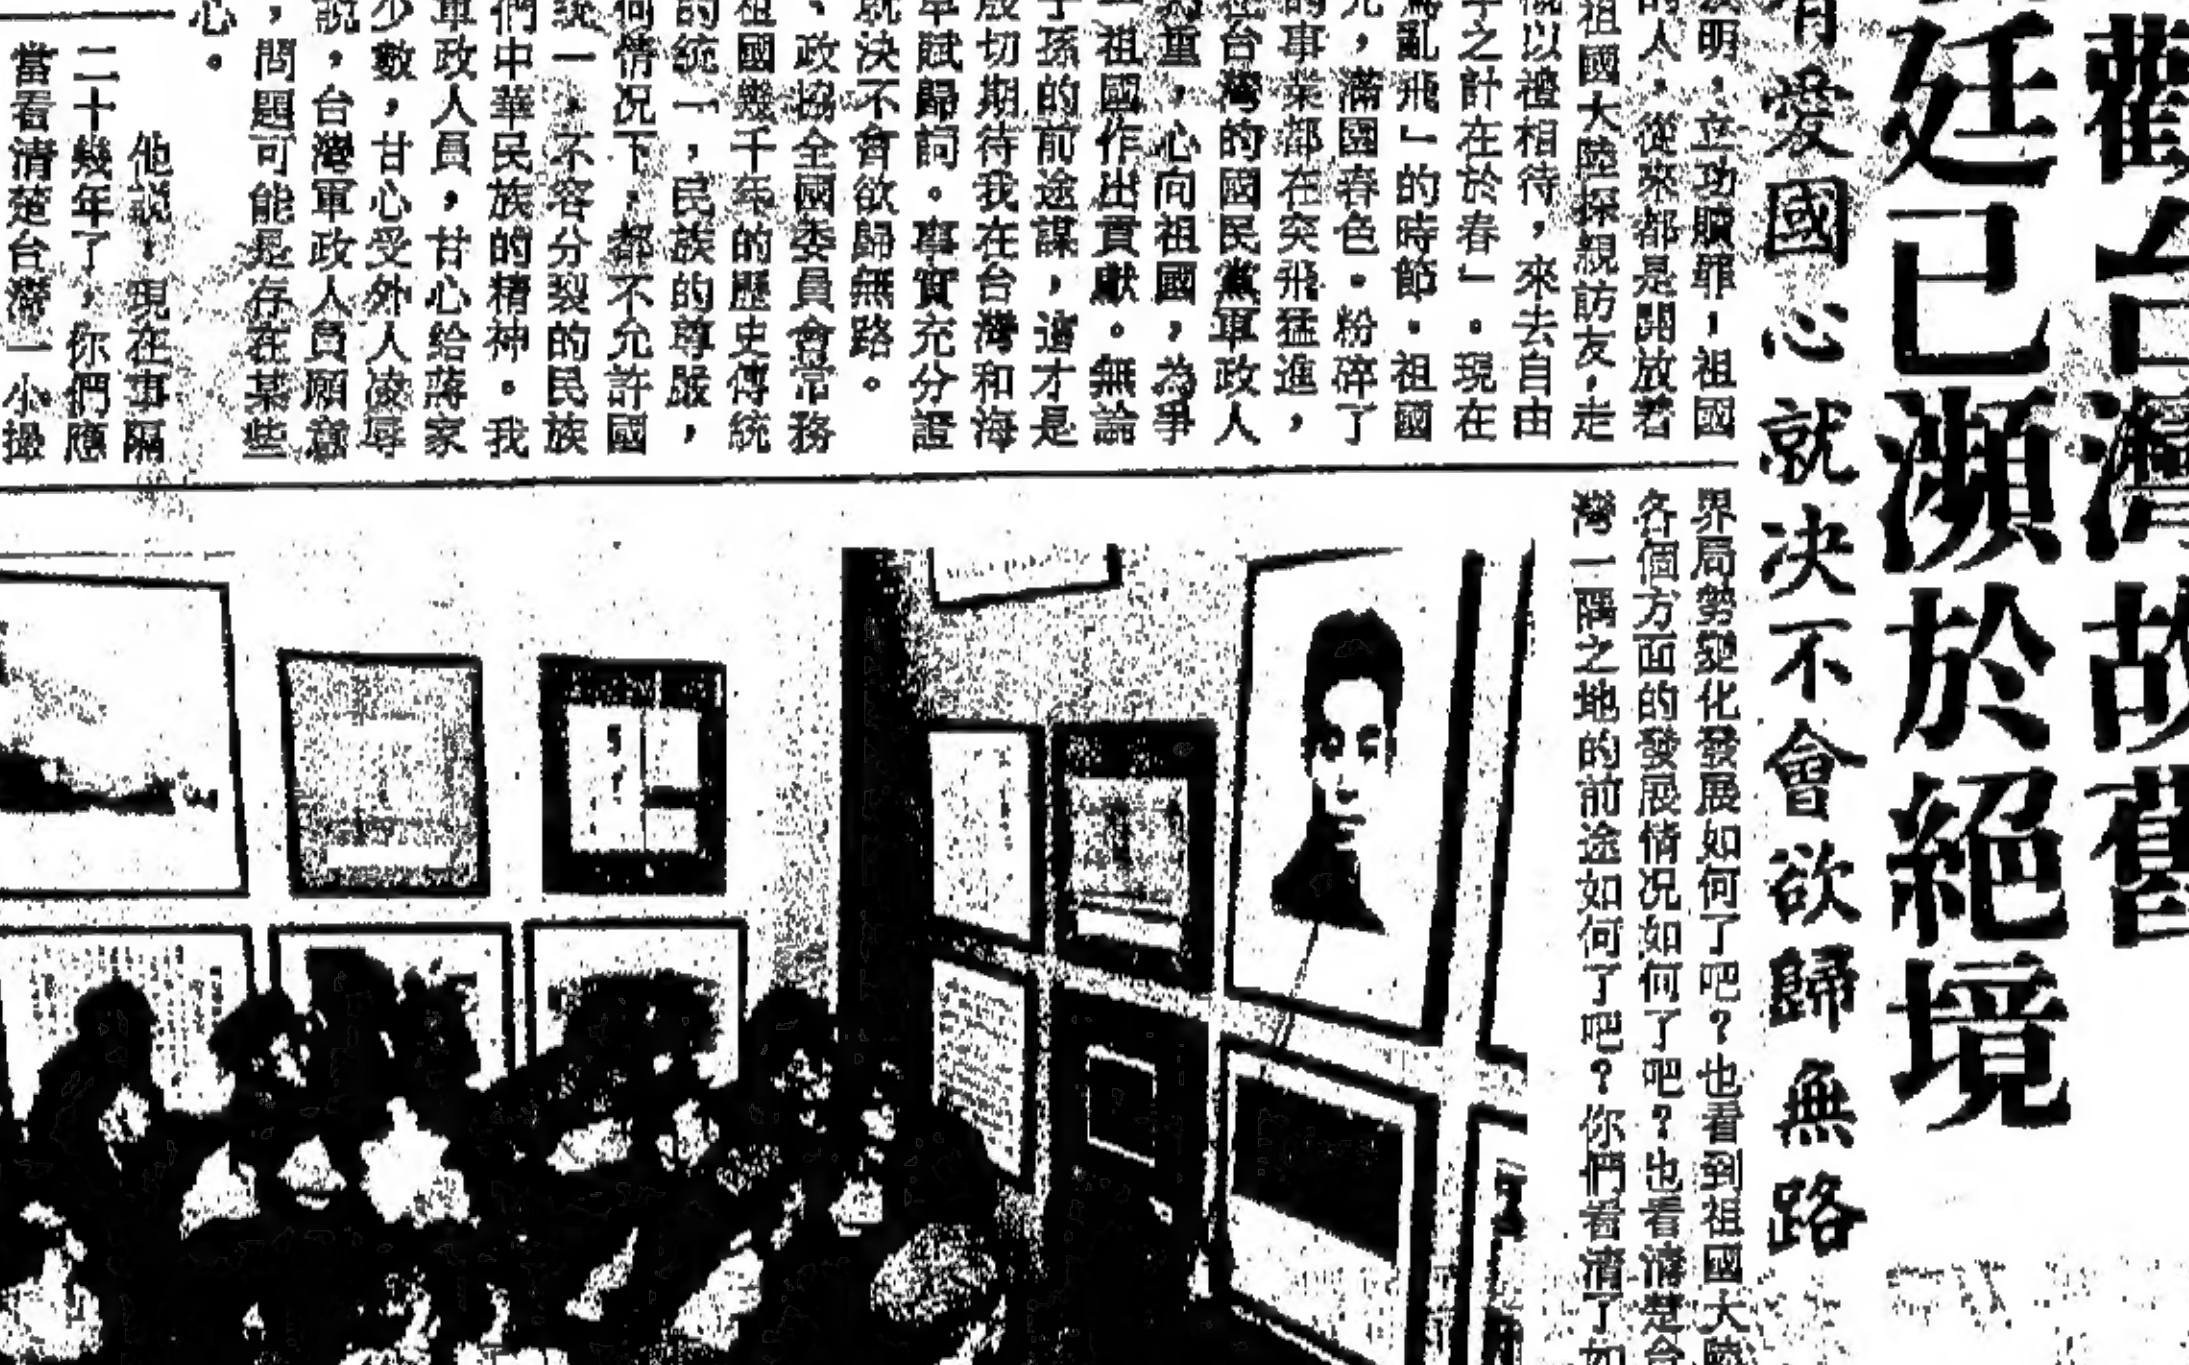 勸台灣故舊
廷已瀕於絕境
有愛國心就决不會欲歸無路
明，立功贖罪！祖國
的人，從來都是開放着
祖國大陸探親訪友，走
概以禮相待，來去自由
年之計在於春」。現在
鶯亂飛」的時節。祖國
光，滿園春色。粉碎了
的事業都在突飛猛進，
在台灣的國民黨軍政人
為重，心向祖國，為爭
一祖國作出貢獻。無論
子孫的前途謀，這才是
殷切期待我在台灣和海
早賦歸詞。事實充分證
就決不會欲歸無路。
、政協全國委員會常務
祖國幾千年的歷史傳統
的統一，民族的尊嚴，
何情况下，都不允許國
統一，不容分裂的民族
們中華民族的精神。我
軍政人員，甘心給蔣家
少數，甘心受外人凌辱
說，台灣軍政人員願意
，問題可能是存在某些
心。
他說，現在事隔
二十幾年了，你們應
當看清楚台灣一小撮
界局勢變化發展如何了吧？也看到祖國大陸
各個方面的發展情况如何了吧？也看清楚台
灣一隅之地的前途如何了吧？你們看清了如